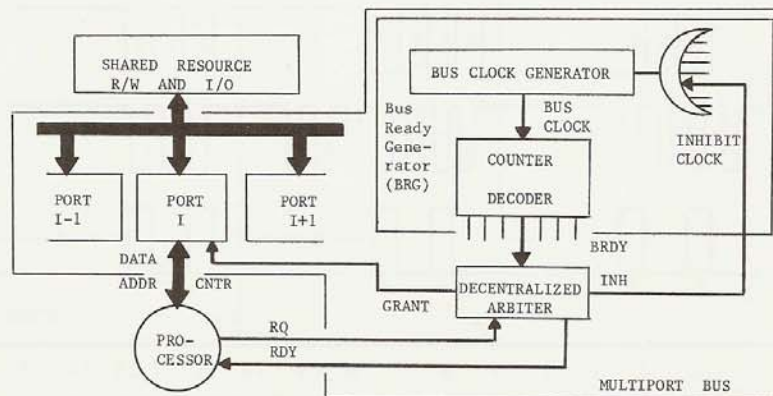 SHARED RESOURCE
R/W AND I/O
BUS CLOCK GENERATOR
BUS
CLOCK
INHIBIT
CLOCK
Bus
Ready
Gene-
rator
(BRG)
COUNTER
DECODER
PORT
I-1
PORT
I
PORT
I+1
BRDY
DATA
ADDR
CNTR
GRANT
DECENTRALIZED
ARBITER
INH
PRO-
CESSOR
RQ
RDY
MULTIPORT BUS